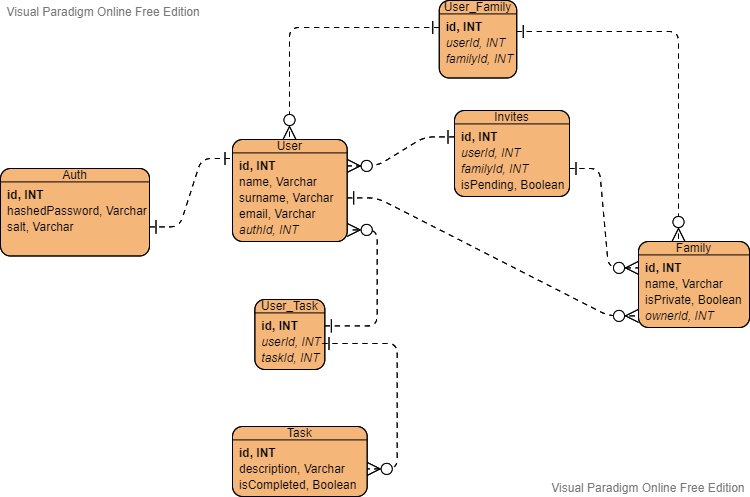 Visual Paradigm Online Free Edition
User_Family
id, INT
userId, INT
familyId, INT
Invites
id, INT
userId, INT
familyId, INT
isPending, Boolean
User
id, INT
name, Varchar
surname, Varchar
email, Varchar
authId, INT
Auth
id, INT
hashedPassword, Varchar
salt, Varchar
Family
id, INT
name, Varchar
isPrivate, Boolean
ownerId, INT
User_Task
id, INT
userId, INT
taskId, INT
Task
id, INT
description, Varchar
isCompleted, Boolean
Visual Paradigm Online Free Edition